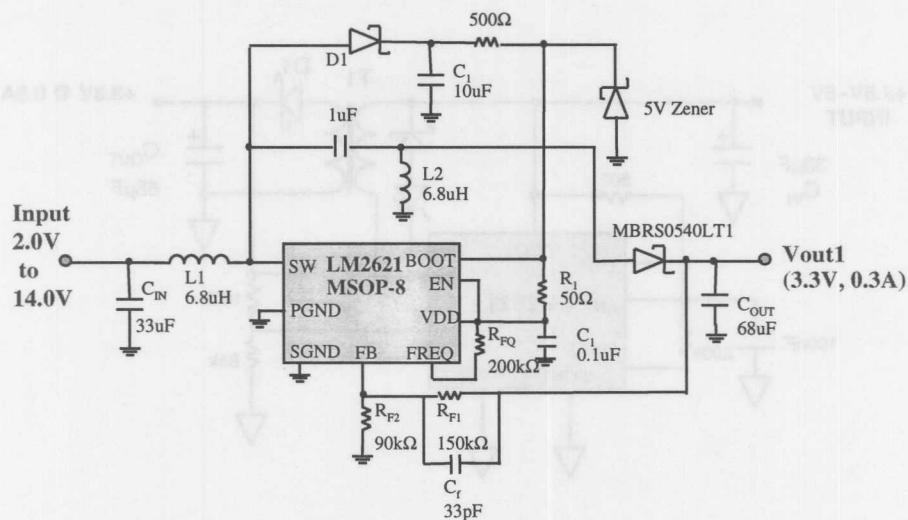 500Ω
D1
C1
10uF
5V Zener
1uF
L2
6.8uH
Input
2.0V
to
14.0V
MBRS0540LT1
Vout1
(3.3V, 0.3A)
L1
6.8uH
SW
LM2621
MSOP-8
BOOT
EN
PGND
VDD
SGND
FB
FREQ
CIN
33uF
R1
50Ω
COUT
68uF
RFQ
200kΩ
C1
0.1uF
RF2
90kΩ
RF1
150kΩ
Cf
33pF